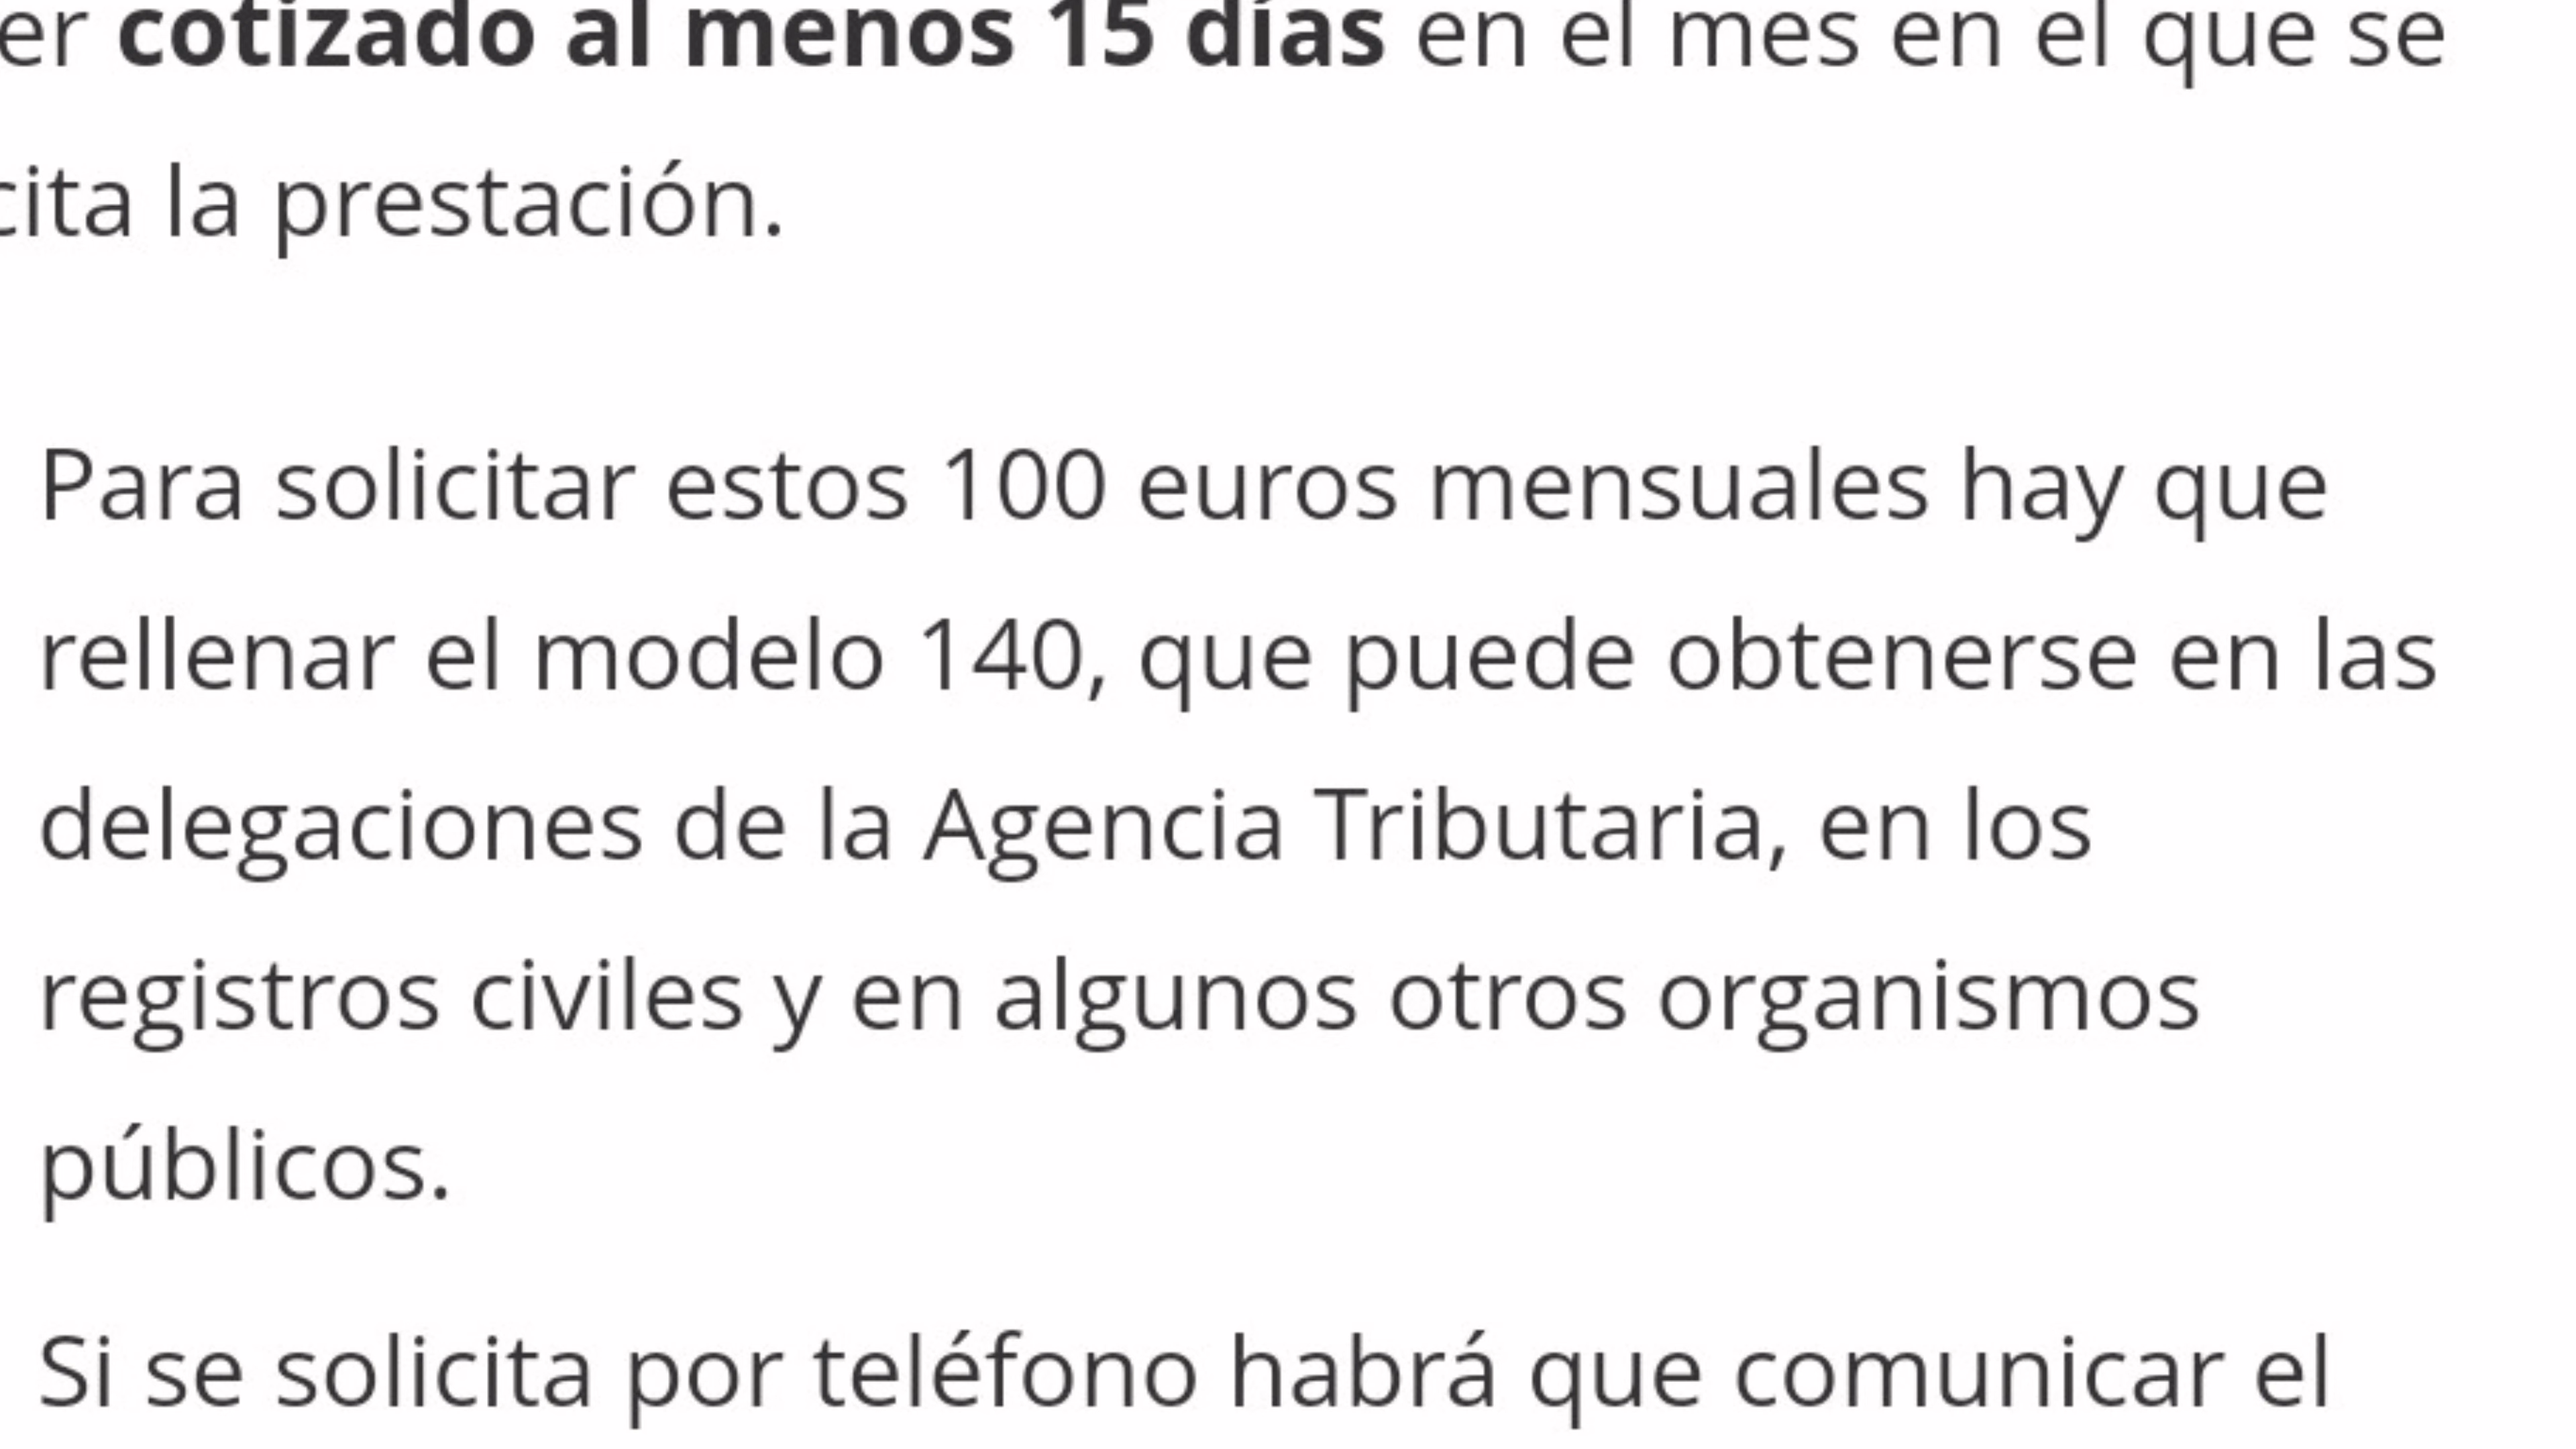 er cotizado al menos 15 días en el mes en el que se
cita la prestación.
Para solicitar estos 100 euros mensuales hay que
rellenar el modelo 140, que puede obtenerse en las
delegaciones de la Agencia Tributaria, en los
registros civiles y en algunos otros organismos
públicos.
Si se solicita por teléfono habrá que comunicar el